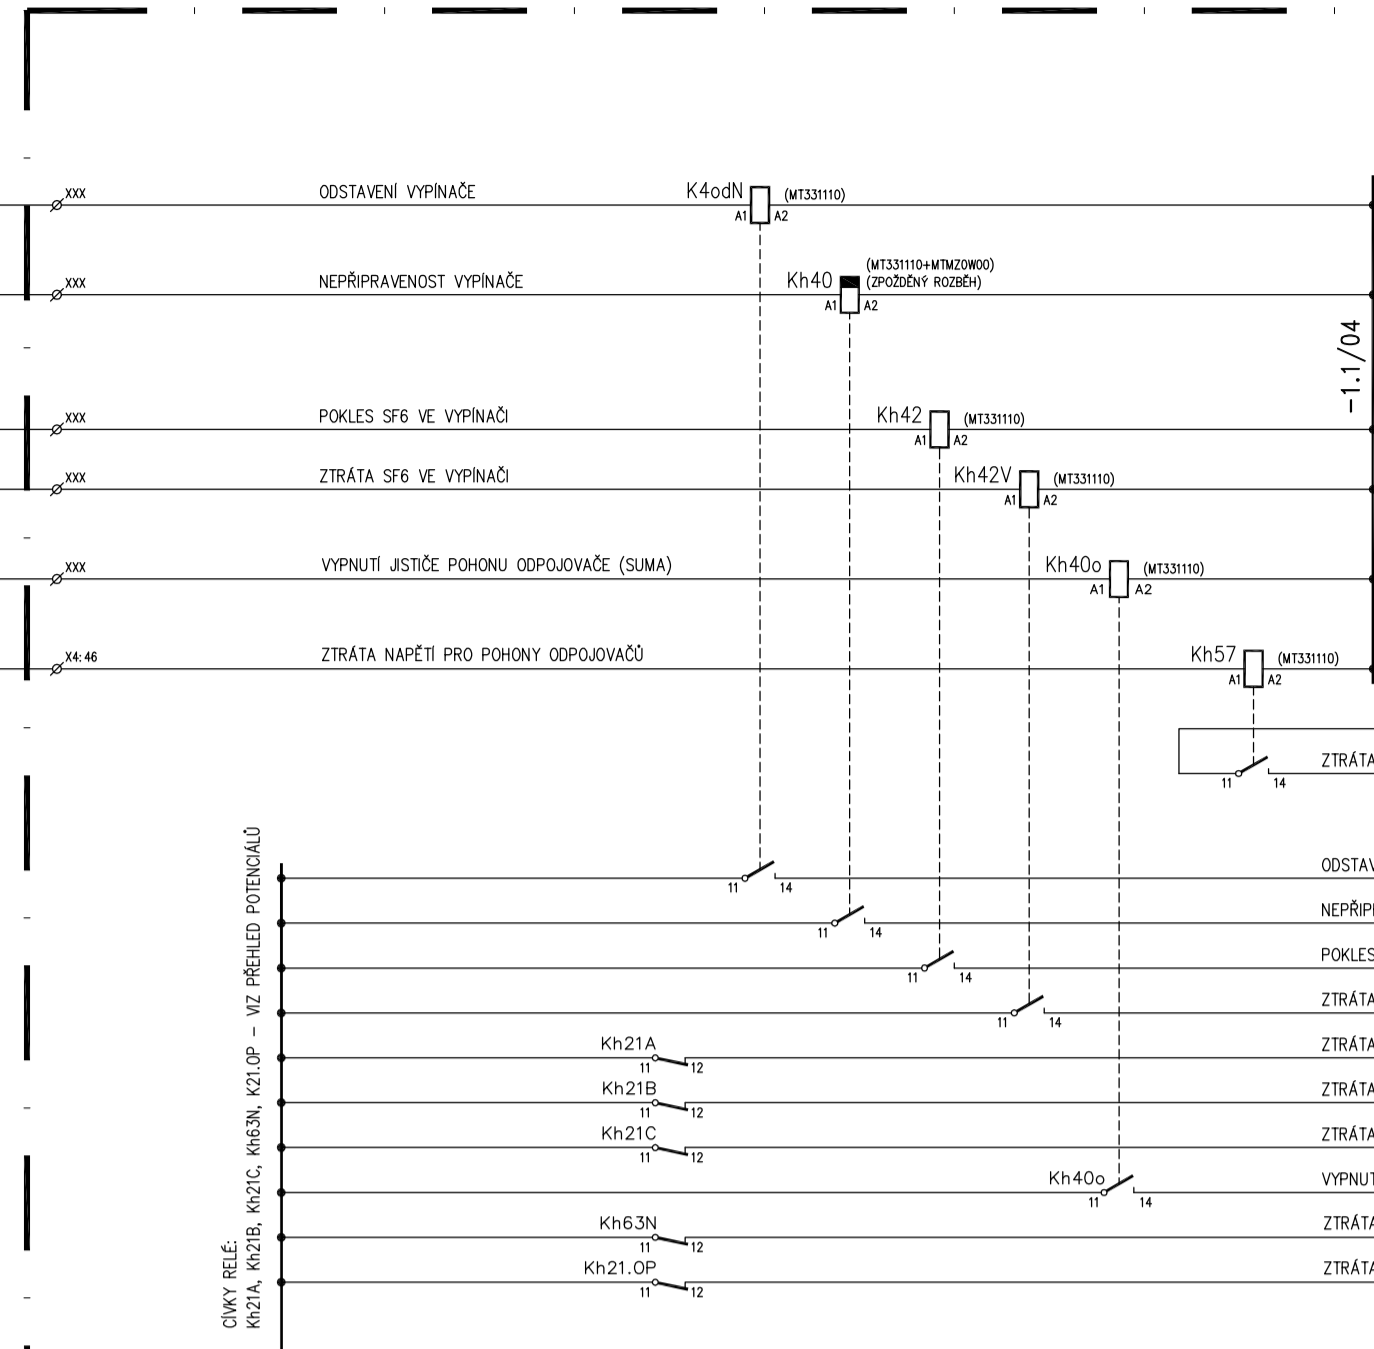 XXX ODSTAVENÍ VYPÍNAČE K4odN (MT331110)
A1 A2
(MT331110+MTMZ0W00)
XXX NEPŘIPRAVENOST VYPÍNAČE Kh40 (ZPOŽDĚNÝ ROZBĚH)
A1 A2
-1.1/04
XXX POKLES SF6 VE VYPÍNAČI Kh42 (MT331110)
A1 A2
XXX ZTRÁTA SF6 VE VYPÍNAČI Kh42V (MT331110)
A1 A2
XXX VYPNUTÍ JISTIČE POHONU ODPOJOVAČE (SUMA) Kh40o (MT331110)
A1 A2
X4:46 ZTRÁTA NAPĚTÍ PRO POHONY ODPOJOVAČŮ Kh57 (MT331110)
A1 A2
ZTRÁTA
11 14
CÍVKY RELÉ:
Kh21A, Kh21B, Kh21C, Kh63N, K21.OP – VIZ PŘEHLED POTENCIÁLŮ
ODSTAV
11 14
NEPŘIPI
11 14
POKLES
11 14
ZTRÁTA
11 14
Kh21A ZTRÁTA
11 12
Kh21B ZTRÁTA
11 12
Kh21C ZTRÁTA
11 12
Kh40o VYPNUT
11 14
Kh63N ZTRÁTA
11 12
Kh21.OP ZTRÁTA
11 12